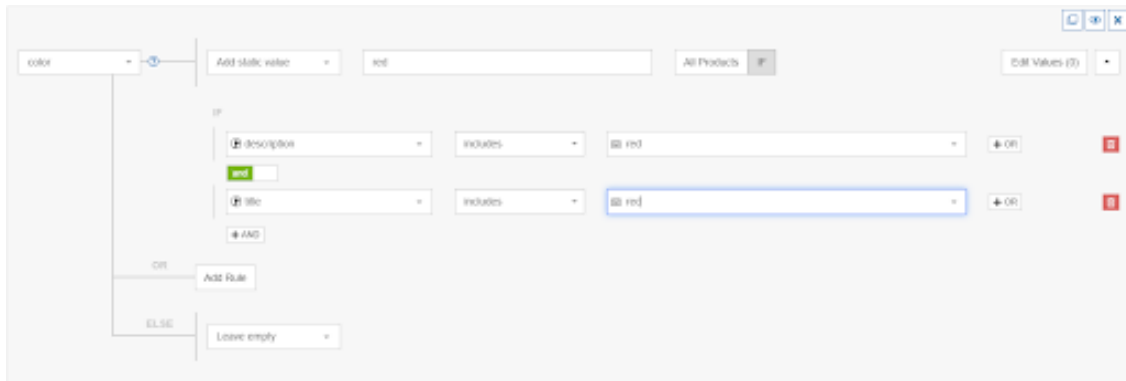 color Add static value red All Products IF Edit Values (0)
IF
description includes red + OR
and
title includes red + OR
+ AND
OR Add Rule
ELSE Leave empty